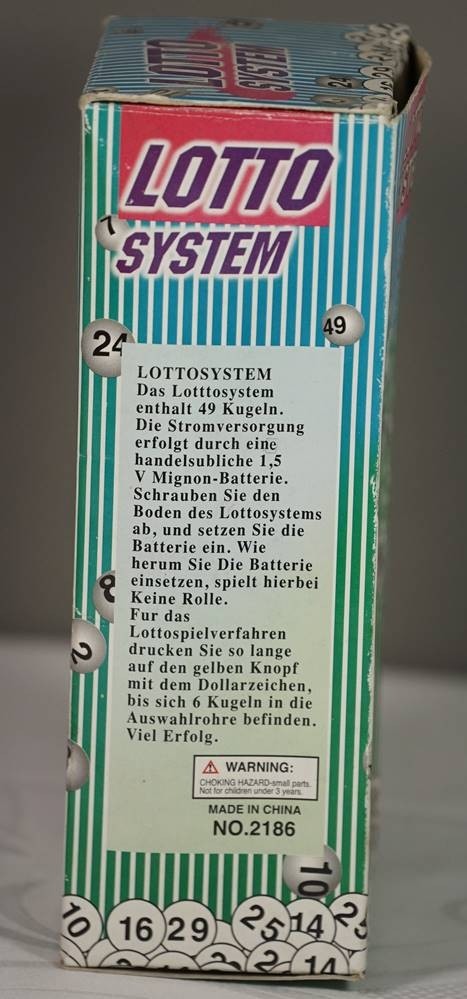 LOTTO
SYSTEM
24
LOTTO
SYSTEM
7
49
24
LOTTOSYSTEM
Das Lotttosystem
enthalt 49 Kugeln.
Die Stromversorgung
erfolgt durch eine
handelsubliche 1,5
V Mignon-Batterie.
Schrauben Sie den
Boden des Lottosystems
ab, und setzen Sie die
Batterie ein. Wie
herum Sie Die Batterie
einsetzen, spielt hierbei
Keine Rolle.
Fur das
Lottospielverfahren
drucken Sie so lange
auf den gelben Knopf
mit dem Dollarzeichen,
bis sich 6 Kugeln in die
Auswahlrohre befinden.
Viel Erfolg.
8
2
WARNING:
CHOKING HAZARD-small parts.
Not for children under 3 years.
MADE IN CHINA
NO.2186
10
10 16 29 25 14 25
2 14